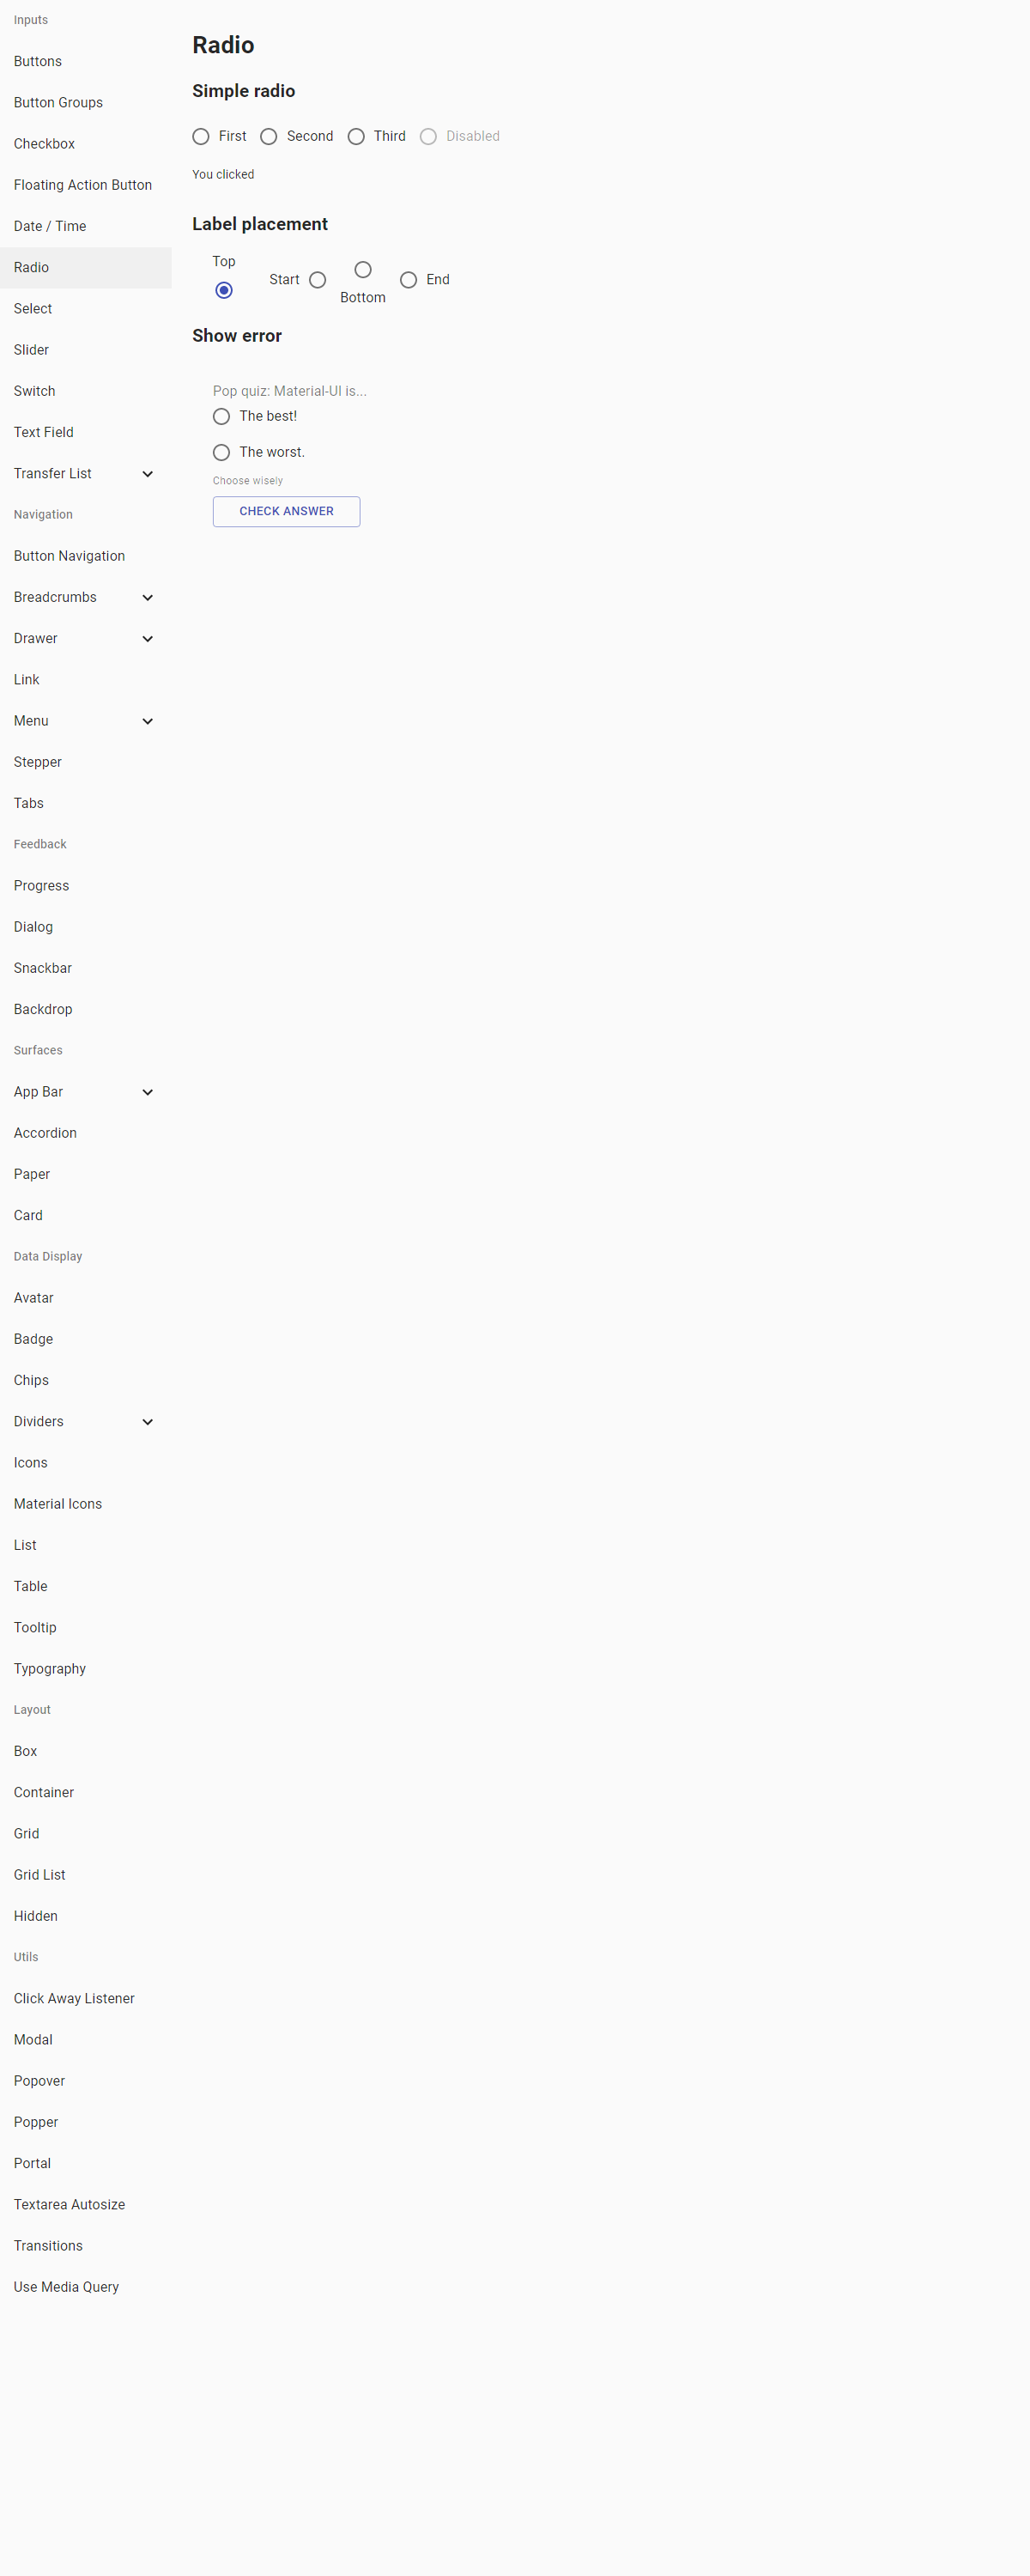 Inputs
Buttons
Button Groups
Checkbox
Floating Action Button
Date / Time
Radio
Select
Slider
Switch
Text Field
Transfer List
Navigation
Button Navigation
Breadcrumbs
Drawer
Link
Menu
Stepper
Tabs
Feedback
Progress
Dialog
Snackbar
Backdrop
Surfaces
App Bar
Accordion
Paper
Card
Data Display
Avatar
Badge
Chips
Dividers
Icons
Material Icons
List
Table
Tooltip
Typography
Layout
Box
Container
Grid
Grid List
Hidden
Utils
Click Away Listener
Modal
Popover
Popper
Portal
Textarea Autosize
Transitions
Use Media Query
Radio
Simple radio
First Second Third Disabled
You clicked
Label placement
Top
Start
Bottom
End
Show error
Pop quiz: Material-UI is...
The best!
The worst.
Choose wisely
CHECK ANSWER